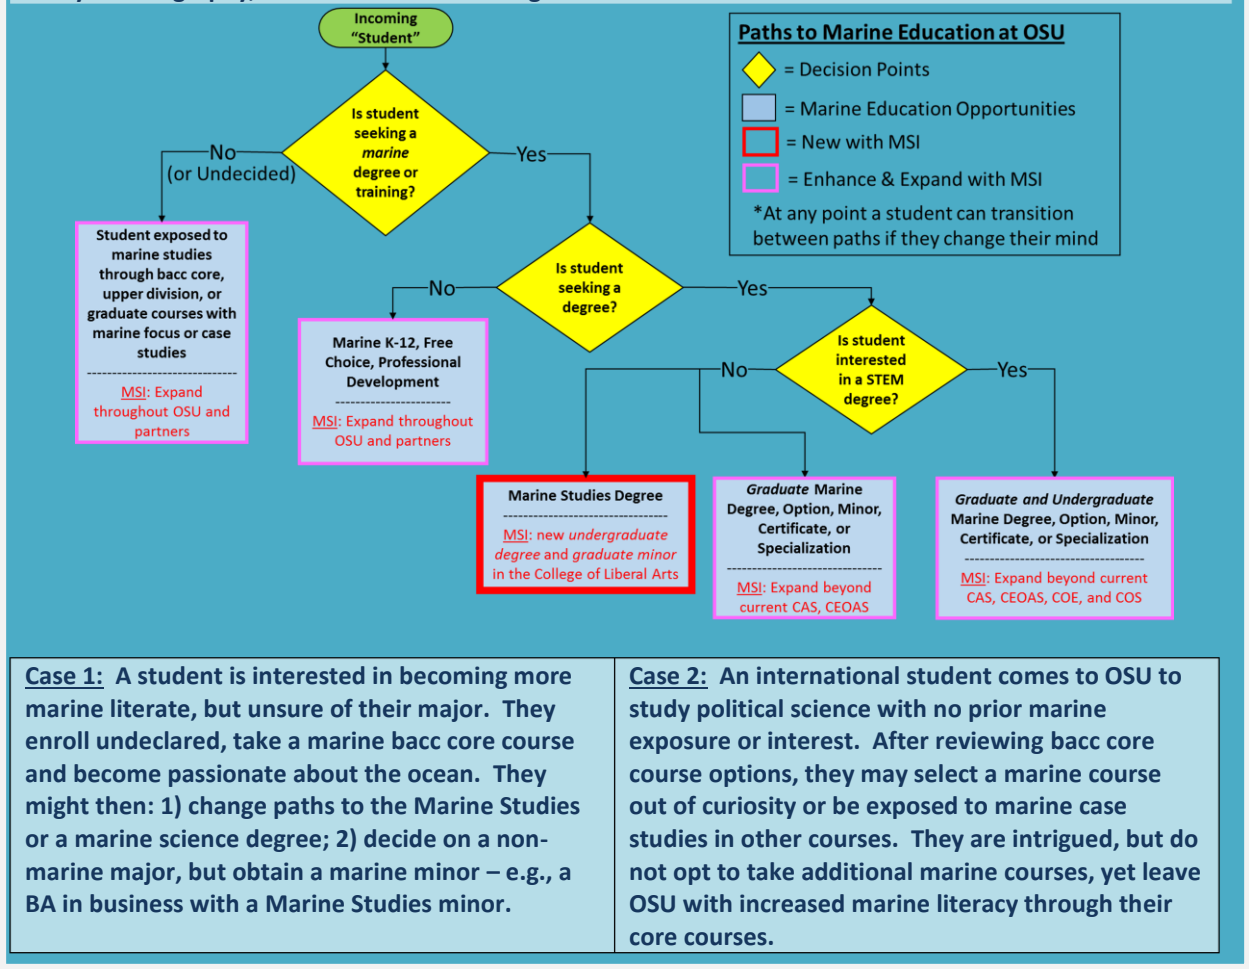 Incoming
“Student”
Paths to Marine Education at OSU
= Decision Points
= Marine Education Opportunities
= New with MSI
= Enhance & Expand with MSI
*At any point a student can transition
between paths if they change their mind
Is student
seeking a
marine
degree or
training?
No
(or Undecided)
Yes
Student exposed to
marine studies
through bacc core,
upper division, or
graduate courses with
marine focus or case
studies
MSI: Expand
throughout OSU and
partners
Is student
seeking a
degree?
No
Yes
Marine K-12, Free
Choice, Professional
Development
MSI: Expand throughout
OSU and partners
Is student
interested
in a STEM
degree?
No
Yes
Marine Studies Degree
MSI: new undergraduate
degree and graduate minor
in the College of Liberal Arts
Graduate Marine
Degree, Option, Minor,
Certificate, or
Specialization
MSI: Expand beyond
current CAS, CEOAS
Graduate and Undergraduate
Marine Degree, Option, Minor,
Certificate, or Specialization
MSI: Expand beyond current
CAS, CEOAS, COE, and COS
Case 1: A student is interested in becoming more
marine literate, but unsure of their major. They
enroll undeclared, take a marine bacc core course
and become passionate about the ocean. They
might then: 1) change paths to the Marine Studies
or a marine science degree; 2) decide on a non-
marine major, but obtain a marine minor – e.g., a
BA in business with a Marine Studies minor.
Case 2: An international student comes to OSU to
study political science with no prior marine
exposure or interest. After reviewing bacc core
course options, they may select a marine course
out of curiosity or be exposed to marine case
studies in other courses. They are intrigued, but do
not opt to take additional marine courses, yet leave
OSU with increased marine literacy through their
core courses.